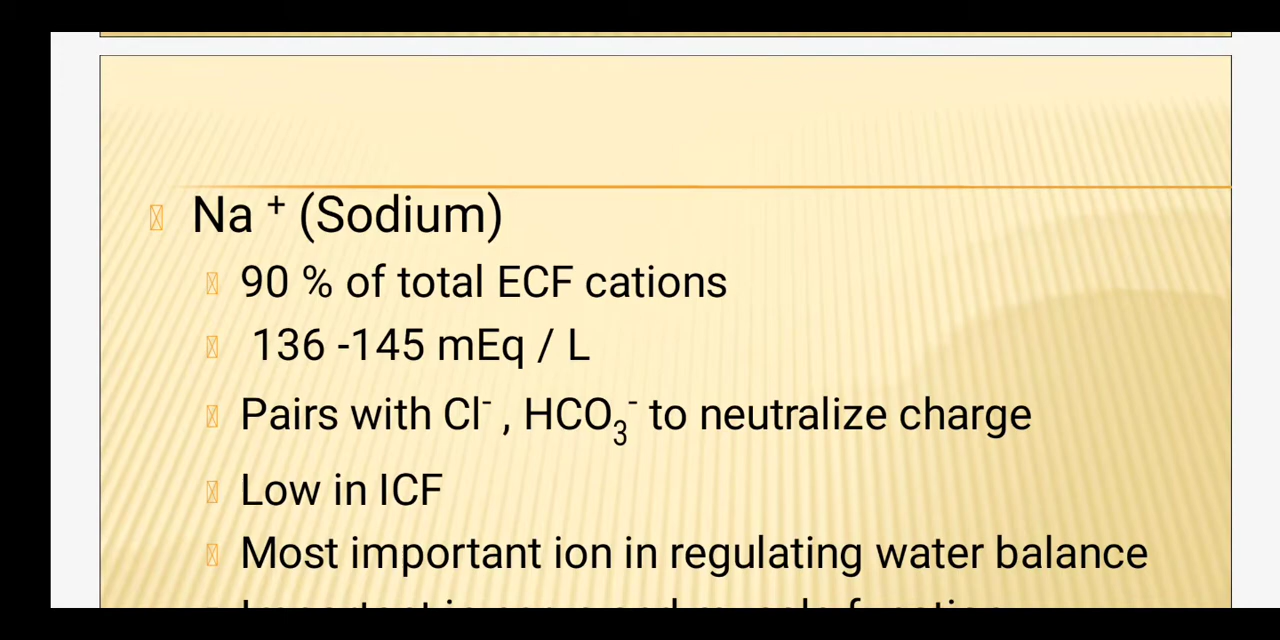 Na⁺ (Sodium)
90 % of total ECF cations
136 -145 mEq / L
Pairs with Cl⁻ , HCO₃⁻ to neutralize charge
Low in ICF
Most important ion in regulating water balance